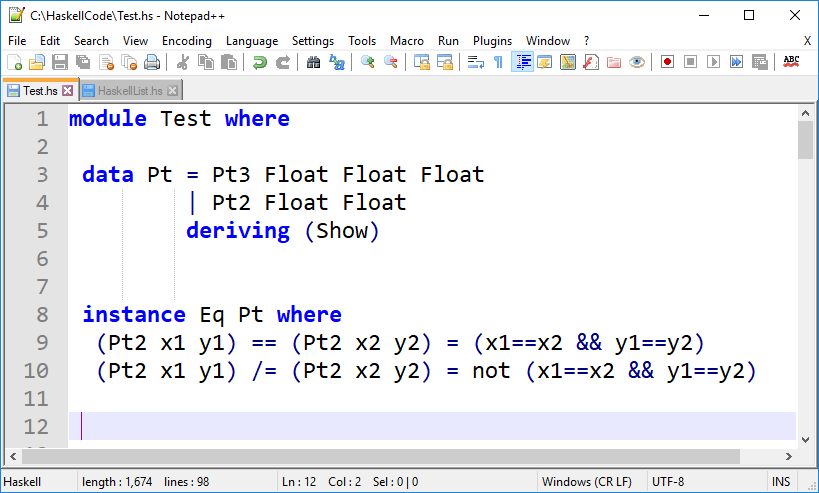 C:\HaskellCode\Test.hs - Notepad++
File Edit Search View Encoding Language Settings Tools Macro Run Plugins Window ? X
ABC
Test.hs HaskellList.hs
1 module Test where
2
3 data Pt = Pt3 Float Float Float
4 | Pt2 Float Float
5 deriving (Show)
6
7
8 instance Eq Pt where
9 (Pt2 x1 y1) == (Pt2 x2 y2) = (x1==x2 && y1==y2)
10 (Pt2 x1 y1) /= (Pt2 x2 y2) = not (x1==x2 && y1==y2)
11
12
Haskell length : 1,674 lines : 98 Ln : 12 Col : 2 Sel : 0 | 0 Windows (CR LF) UTF-8 INS